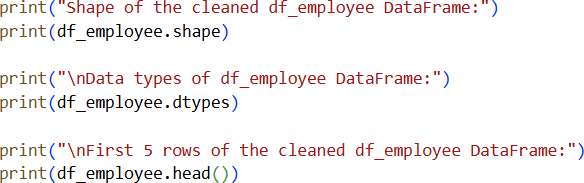 print("Shape of the cleaned df_employee DataFrame:")
print(df_employee.shape)
print("\nData types of df_employee DataFrame:")
print(df_employee.dtypes)
print("\nFirst 5 rows of the cleaned df_employee DataFrame:")
print(df_employee.head())